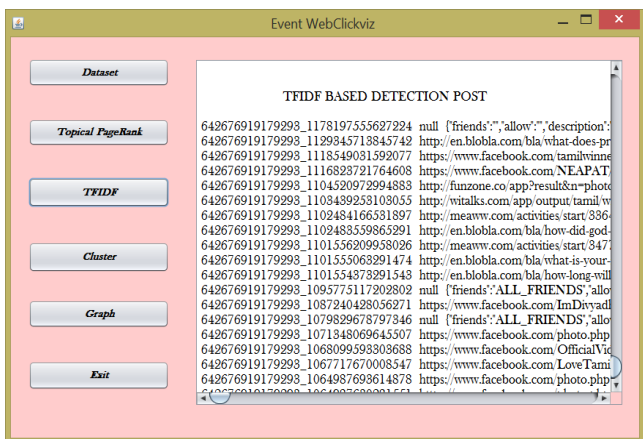 Event WebClickviz
Dataset
Topical PageRank
TFIDF
Cluster
Graph
Exit
TFIDF BASED DETECTION POST
642676919179293_1178197555627224 null {"friends":"","allow":"","description":
642676919179293_1129345713845742 http://en.blobla.com/bla/what-does-pr
642676919179293_1118549031592077 https://www.facebook.com/tamilwinne
642676919179293_1116823721764608 https://www.facebook.com/NEAPAT/
642676919179293_1104520972994883 http://funzone.co/app?result&n=photo
642676919179293_1103439253103055 http://witalks.com/app/output/tamil/w
642676919179293_1102484166531897 http://meaww.com/activities/start/3364
642676919179293_1102483559865291 http://en.blobla.com/bla/how-did-god-
642676919179293_1101556209958026 http://meaww.com/activities/start/3477
642676919179293_1101555063291474 http://en.blobla.com/bla/what-is-your-
642676919179293_1101554373291543 http://en.blobla.com/bla/how-long-will
642676919179293_1095775117202802 null {"friends":"ALL_FRIENDS","allo
642676919179293_1087240428056271 https://www.facebook.com/ImDivyadl
642676919179293_1079829678797346 null {"friends":"ALL_FRIENDS","allo
642676919179293_1071348069645507 https://www.facebook.com/photo.php
642676919179293_1068099593303688 https://www.facebook.com/OfficialVic
642676919179293_1067717670008547 https://www.facebook.com/LoveTami
642676919179293_1064987693614878 https://www.facebook.com/photo.php